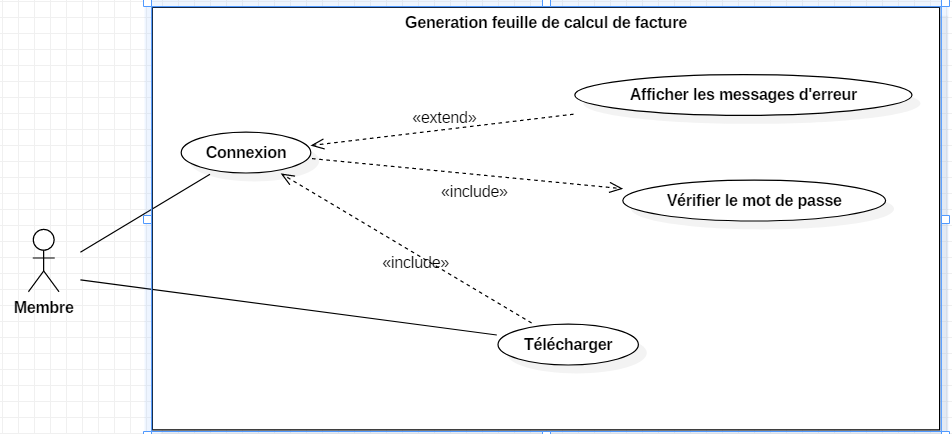 Generation feuille de calcul de facture
Afficher les messages d'erreur
«extend»
Connexion
«include»
Vérifier le mot de passe
«include»
Membre
Télécharger